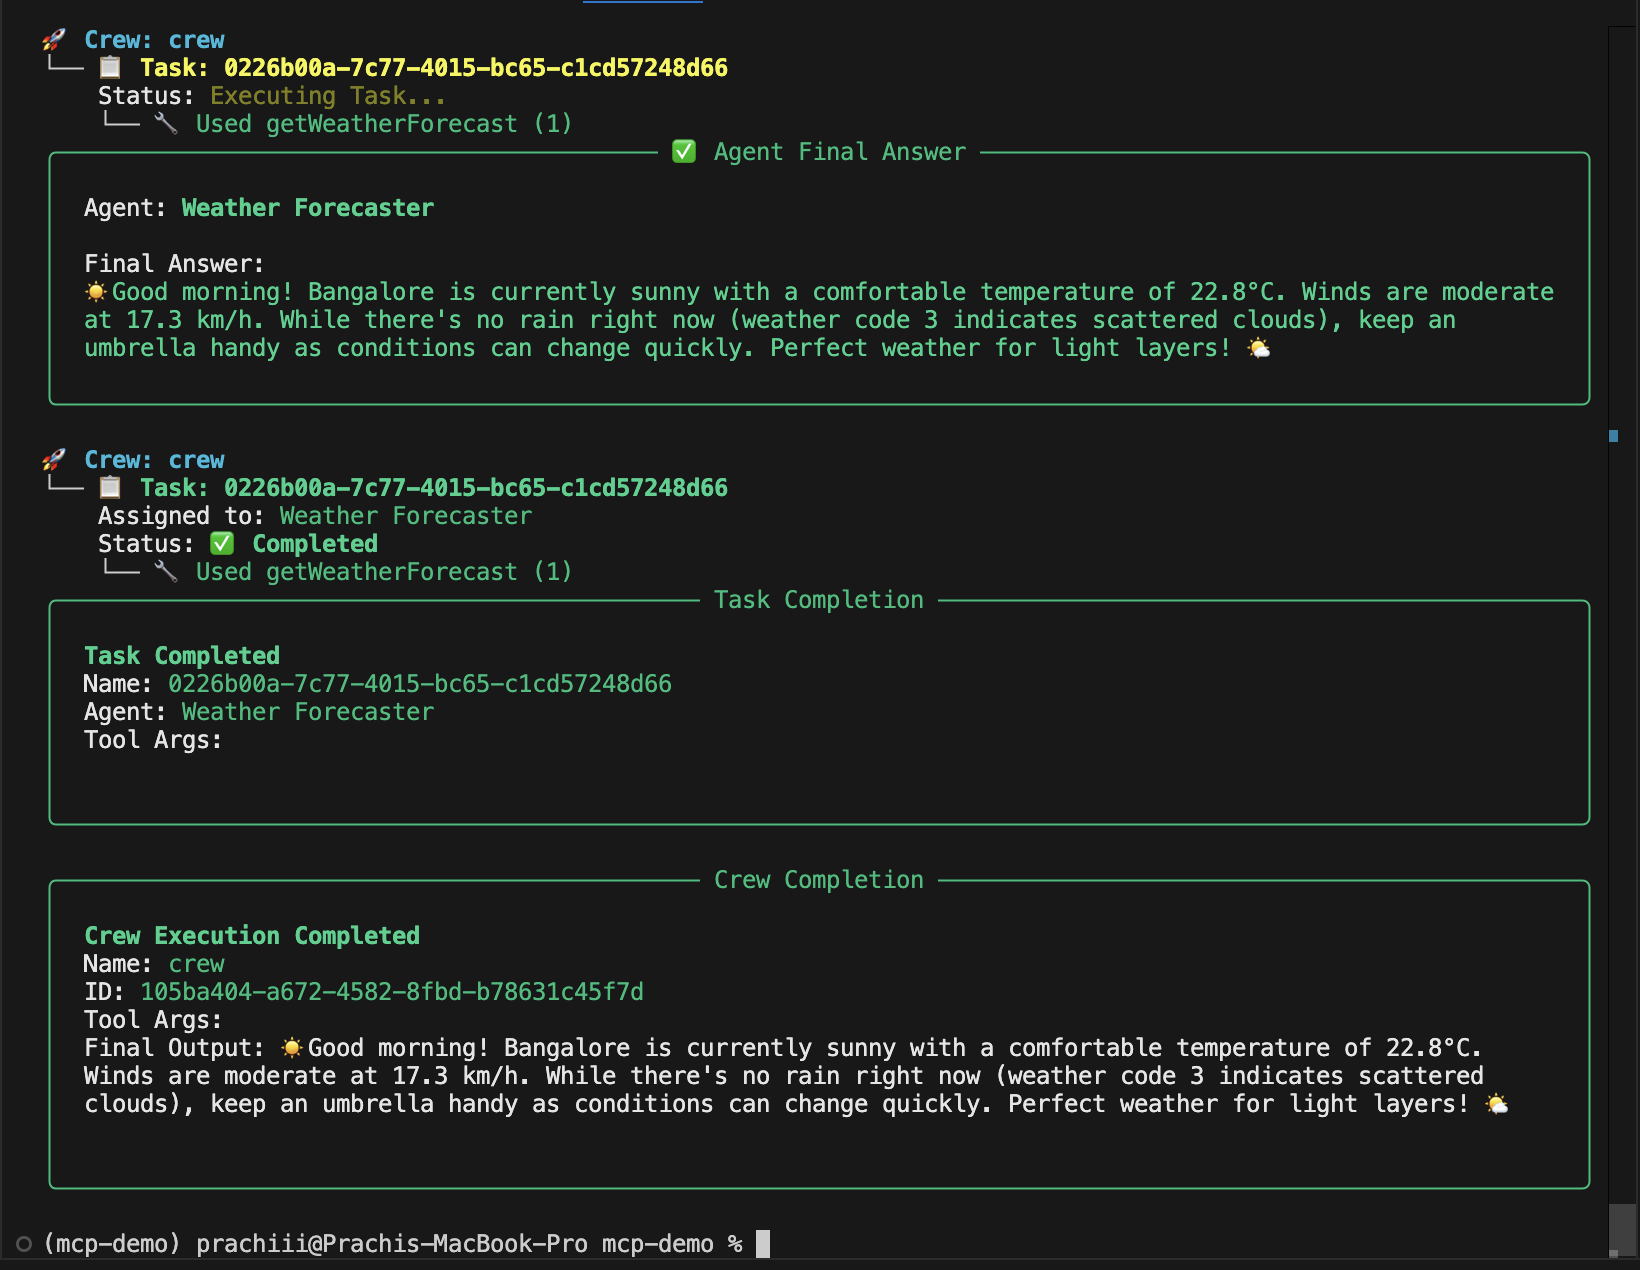 🚀 Crew: crew
└── 📋 Task: 0226b00a-7c77-4015-bc65-c1cd57248d66
Status: Executing Task...
└── 🔧 Used getWeatherForecast (1)
✅ Agent Final Answer
Agent: Weather Forecaster
Final Answer:
☀️Good morning! Bangalore is currently sunny with a comfortable temperature of 22.8°C. Winds are moderate
at 17.3 km/h. While there's no rain right now (weather code 3 indicates scattered clouds), keep an
umbrella handy as conditions can change quickly. Perfect weather for light layers! 🌤️
🚀 Crew: crew
└── 📋 Task: 0226b00a-7c77-4015-bc65-c1cd57248d66
Assigned to: Weather Forecaster
Status: ✅ Completed
└── 🔧 Used getWeatherForecast (1)
Task Completion
Task Completed
Name: 0226b00a-7c77-4015-bc65-c1cd57248d66
Agent: Weather Forecaster
Tool Args:
Crew Completion
Crew Execution Completed
Name: crew
ID: 105ba404-a672-4582-8fbd-b78631c45f7d
Tool Args:
Final Output: ☀️Good morning! Bangalore is currently sunny with a comfortable temperature of 22.8°C.
Winds are moderate at 17.3 km/h. While there's no rain right now (weather code 3 indicates scattered
clouds), keep an umbrella handy as conditions can change quickly. Perfect weather for light layers! 🌤️
(mcp-demo) prachiii@Prachis-MacBook-Pro mcp-demo %